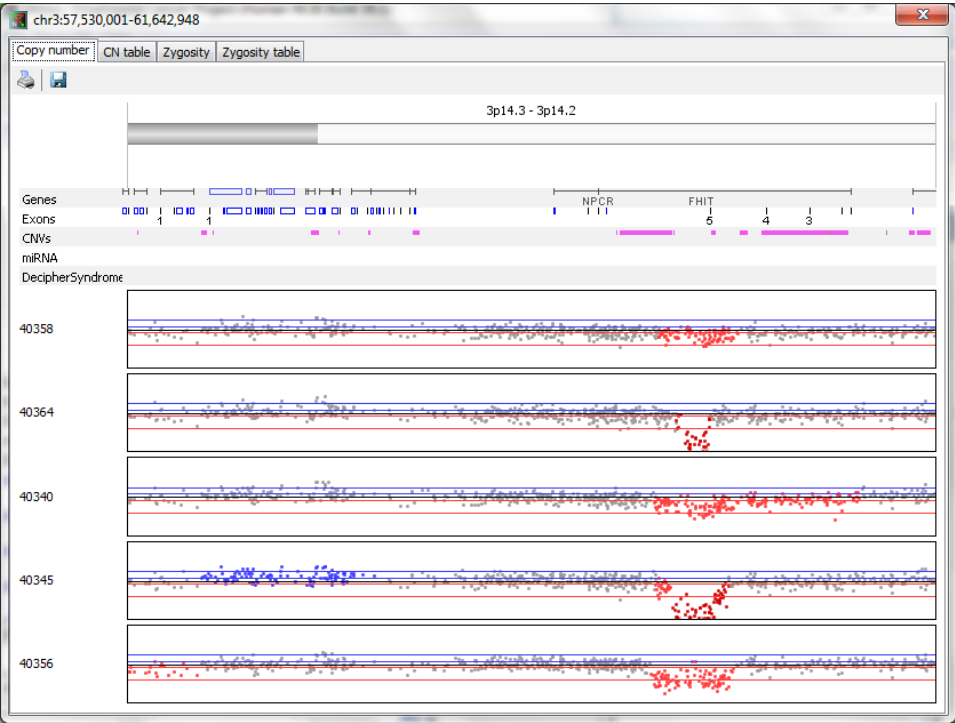 chr3:57,530,001-61,642,948
Copy number CN table Zygosity Zygosity table
3p14.3 - 3p14.2
Genes
NPCR FHIT
Exons
1 1 5 4 3
CNVs
miRNA
DecipherSyndrome
40358
40364
40340
40345
40356